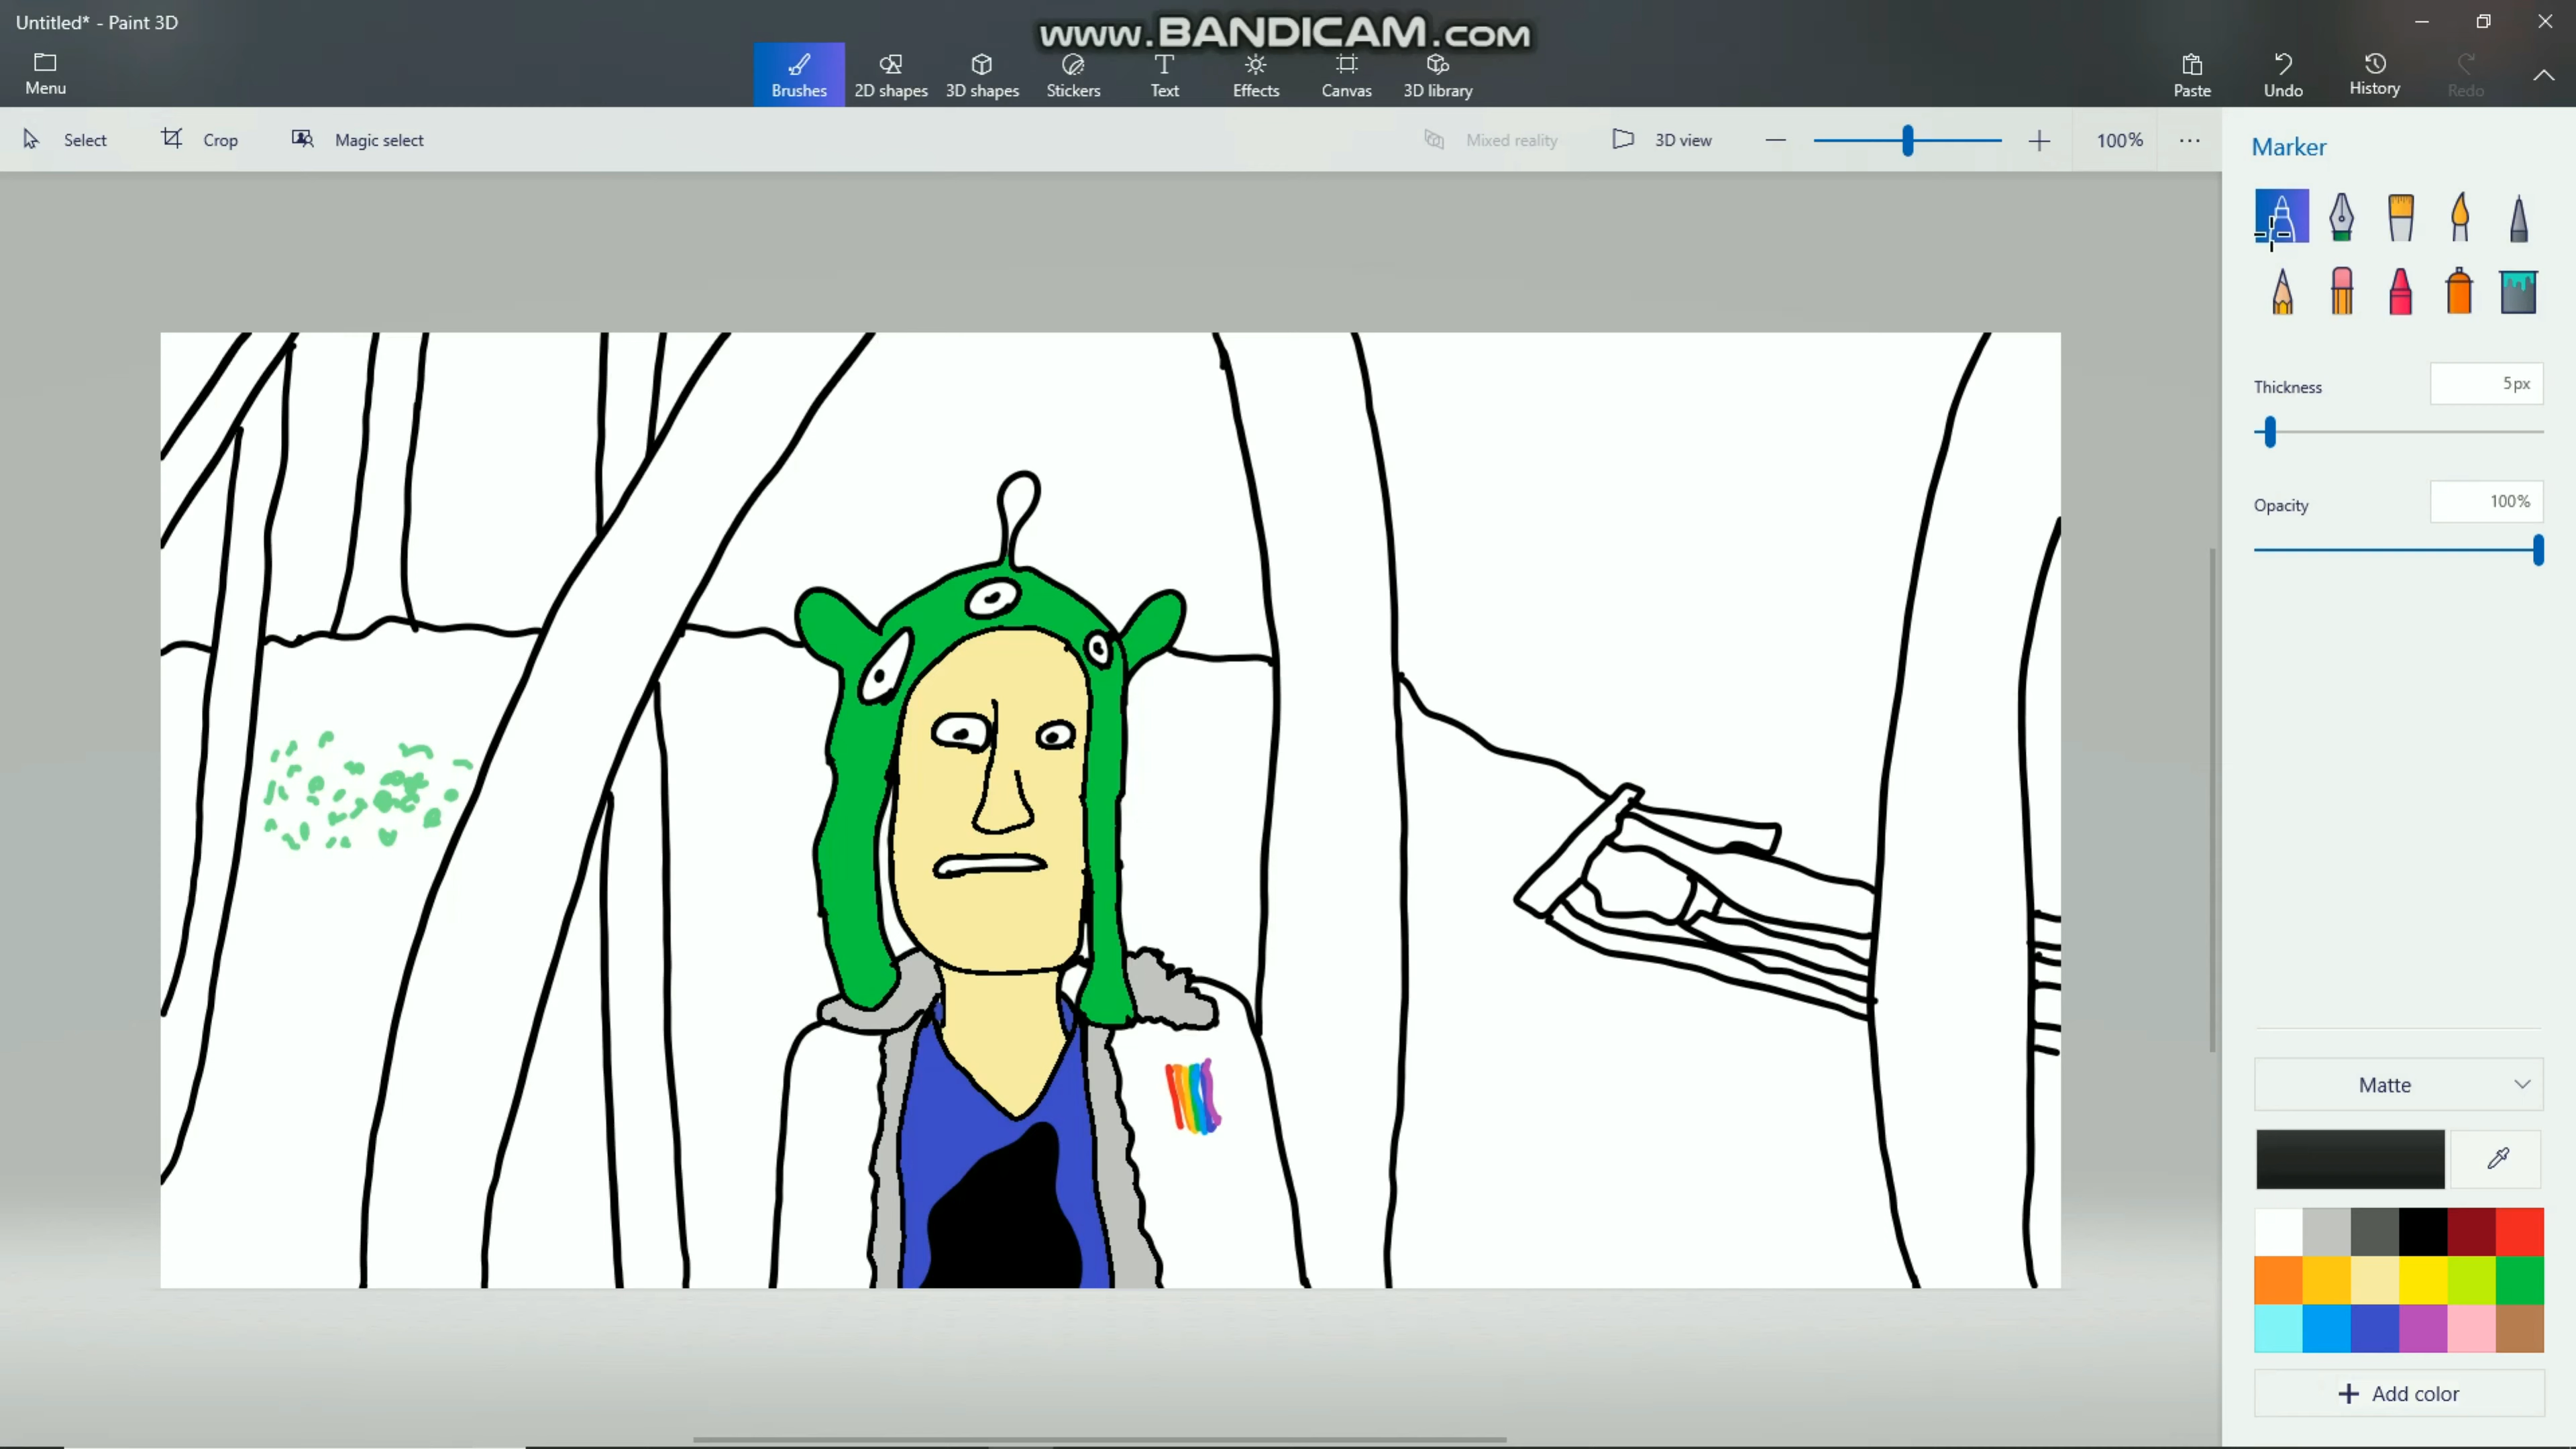 Untitled* - Paint 3D
www.BANDICAM.com
Menu
Brushes 2D shapes 3D shapes Stickers Text Effects Canvas 3D library
Paste Undo History Redo
Select Crop Magic select Mixed reality 3D view 100%
Marker
Thickness 5px
Opacity 100%
Matte
Add color